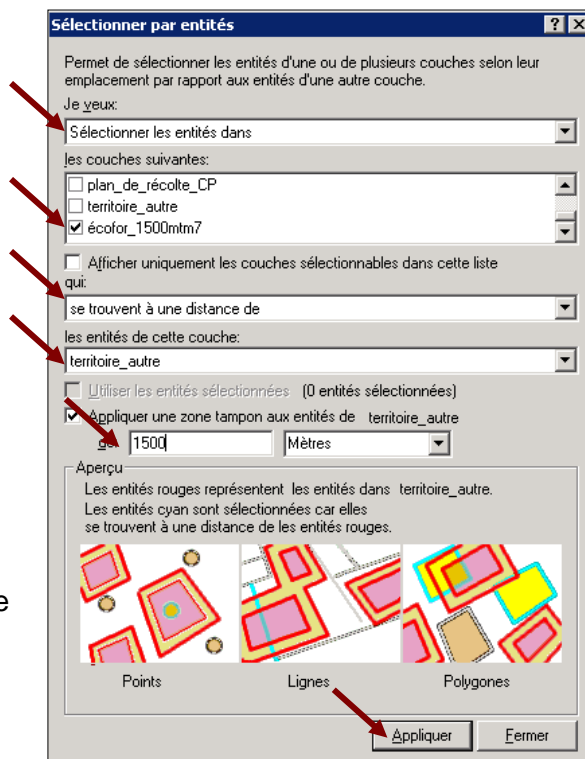 Sélectionner par entités
Permet de sélectionner les entités d'une ou de plusieurs couches selon leur
emplacement par rapport aux entités d'une autre couche.
Je veux:
Sélectionner les entités dans
les couches suivantes:
plan_de_récolte_CP
territoire_autre
écofor_1500mtm7
Afficher uniquement les couches sélectionnables dans cette liste
qui:
se trouvent à une distance de
les entités de cette couche:
territoire_autre
Utiliser les entités sélectionnées (0 entités sélectionnées)
Appliquer une zone tampon aux entités de territoire_autre
de 1500 Mètres
Aperçu
Les entités rouges représentent les entités dans territoire_autre.
Les entités cyan sont sélectionnées car elles
se trouvent à une distance de les entités rouges.
e
Points Lignes Polygones
Appliquer Fermer